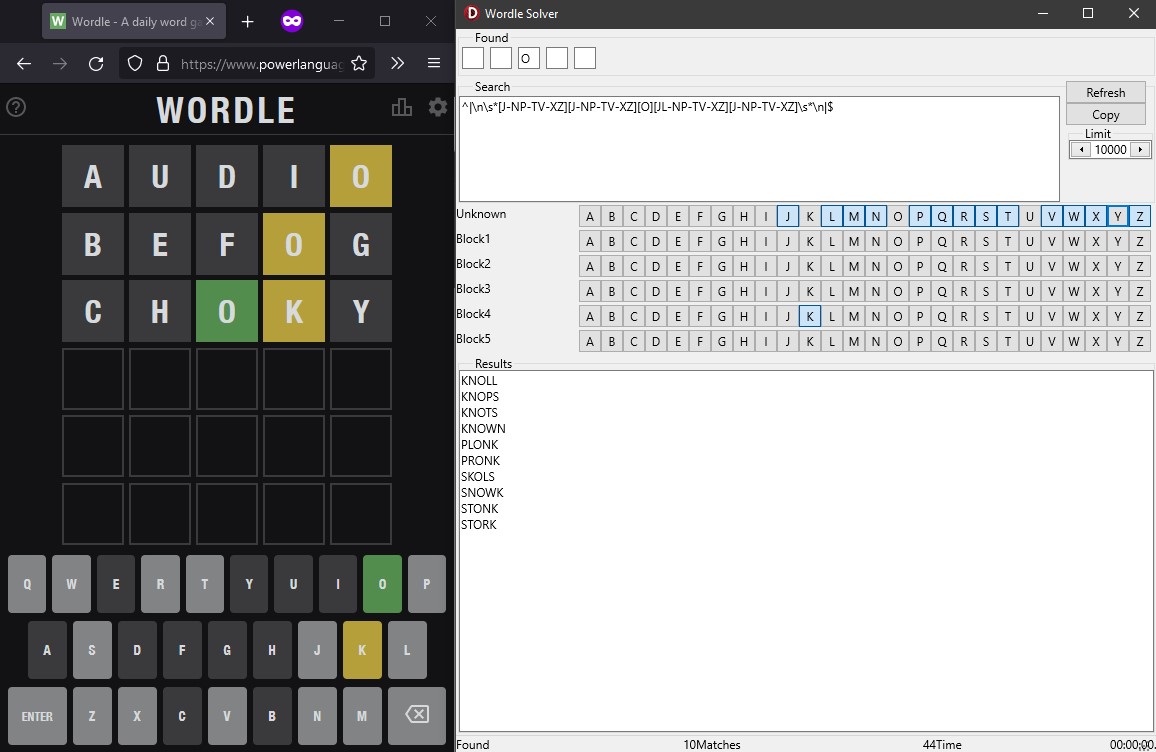 Wordle - A daily word ga
https://www.powerlanguag
WORDLE
A U D I O
B E F O G
C H O K Y
Q W E R T Y U I O P
A S D F G H J K L
ENTER Z X C V B N M
Wordle Solver
Found
O
Search
^|\n\s*[J-NP-TV-XZ][J-NP-TV-XZ][O][JL-NP-TV-XZ][J-NP-TV-XZ]\s*\n|$
Refresh
Copy
Limit
10000
Unknown A B C D E F G H I J K L M N O P Q R S T U V W X Y Z
Block1 A B C D E F G H I J K L M N O P Q R S T U V W X Y Z
Block2 A B C D E F G H I J K L M N O P Q R S T U V W X Y Z
Block3 A B C D E F G H I J K L M N O P Q R S T U V W X Y Z
Block4 A B C D E F G H I J K L M N O P Q R S T U V W X Y Z
Block5 A B C D E F G H I J K L M N O P Q R S T U V W X Y Z
Results
KNOLL
KNOPS
KNOTS
KNOWN
PLONK
PRONK
SKOLS
SNOWK
STONK
STORK
Found 10Matches 44Time 00:00:00